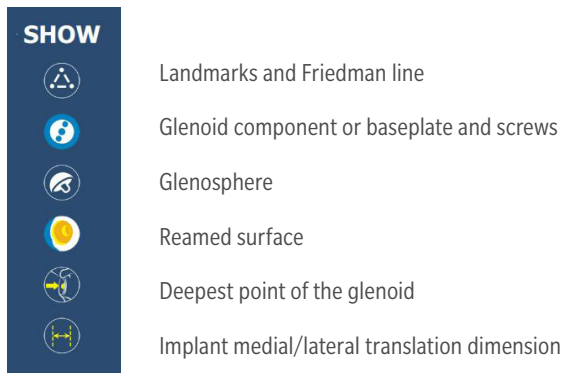 SHOW
Landmarks and Friedman line
Glenoid component or baseplate and screws
Glenosphere
Reamed surface
Deepest point of the glenoid
Implant medial/lateral translation dimension